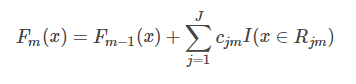 $$F_m(x) = F_{m-1}(x) + \sum_{j=1}^{J} c_{jm} I(x \in R_{jm})$$